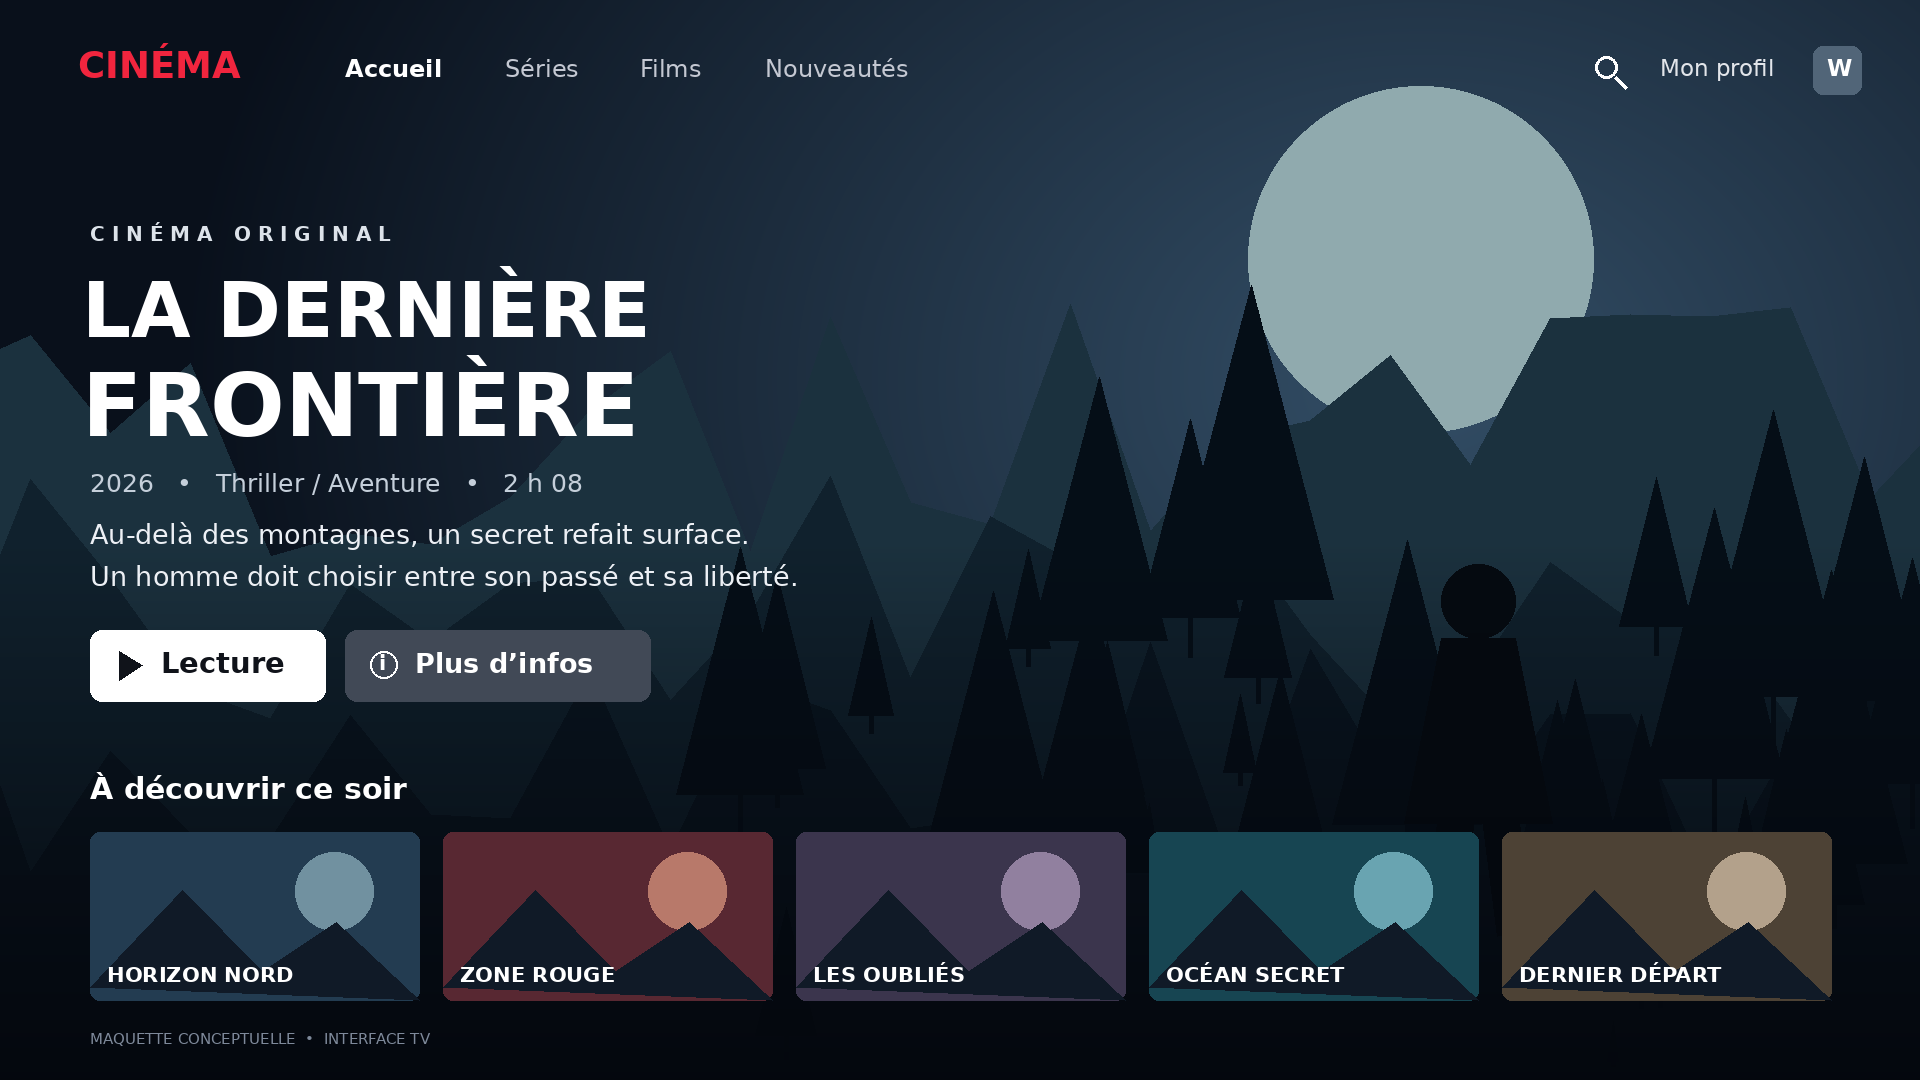 CINÉMA Accueil Séries Films Nouveautés Mon profil W
CINÉMA ORIGINAL
LA DERNIÈRE
FRONTIÈRE
2026 • Thriller / Aventure • 2 h 08
Au-delà des montagnes, un secret refait surface.
Un homme doit choisir entre son passé et sa liberté.
Lecture i Plus d’infos
À découvrir ce soir
HORIZON NORD ZONE ROUGE LES OUBLIÉS OCÉAN SECRET DERNIER DÉPART
MAQUETTE CONCEPTUELLE • INTERFACE TV